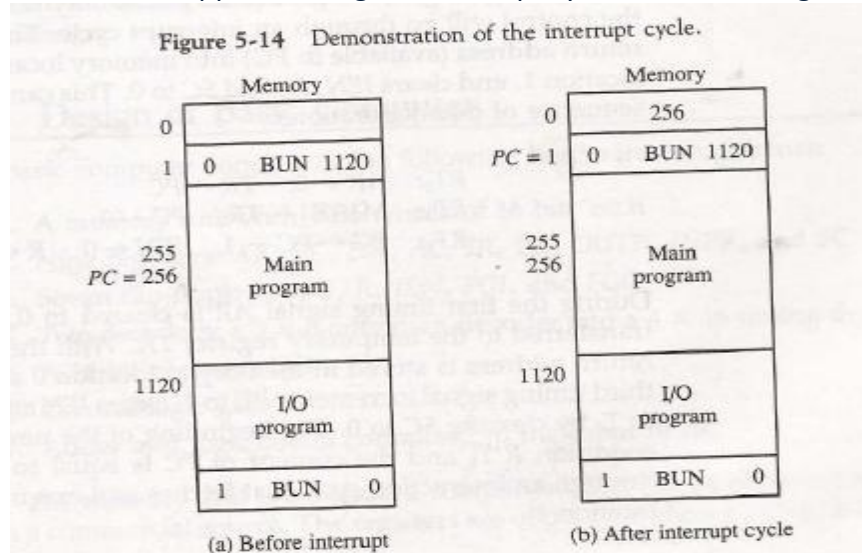 Figure 5-14 Demonstration of the interrupt cycle.
Memory
0
1 0 BUN 1120
255
PC = 256
Main
program
1120
I/O
program
1 BUN 0
(a) Before interrupt
Memory
0 256
PC = 1 0 BUN 1120
255
256
Main
program
1120
I/O
program
1 BUN 0
(b) After interrupt cycle